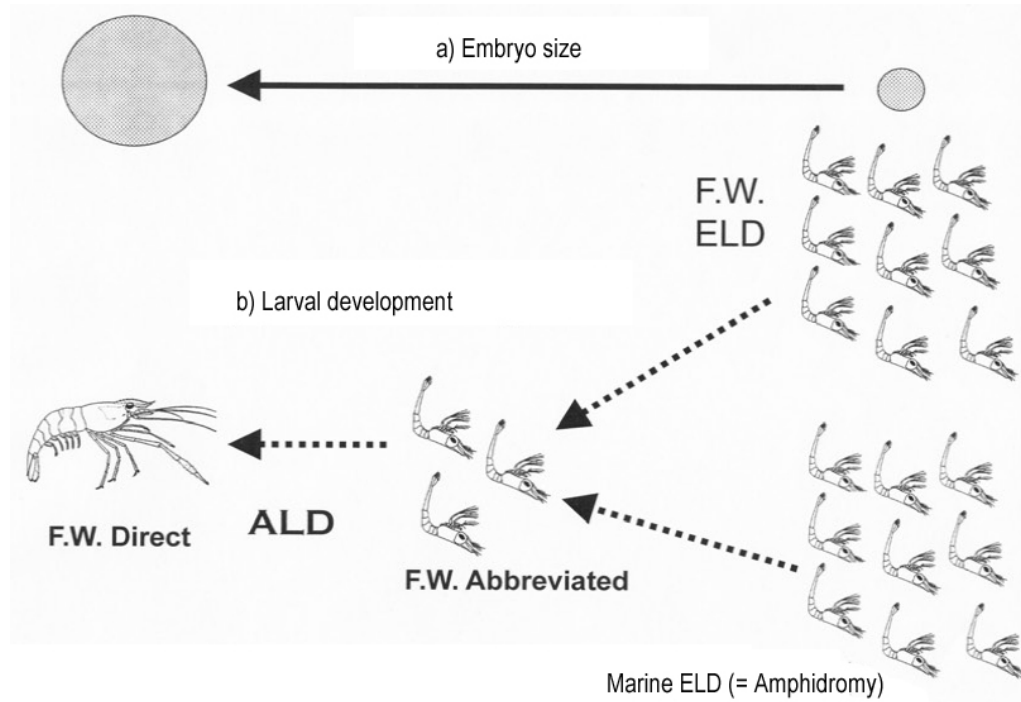 a) Embryo size
F.W.
ELD
b) Larval development
F.W. Direct
ALD
F.W. Abbreviated
Marine ELD (= Amphidromy)